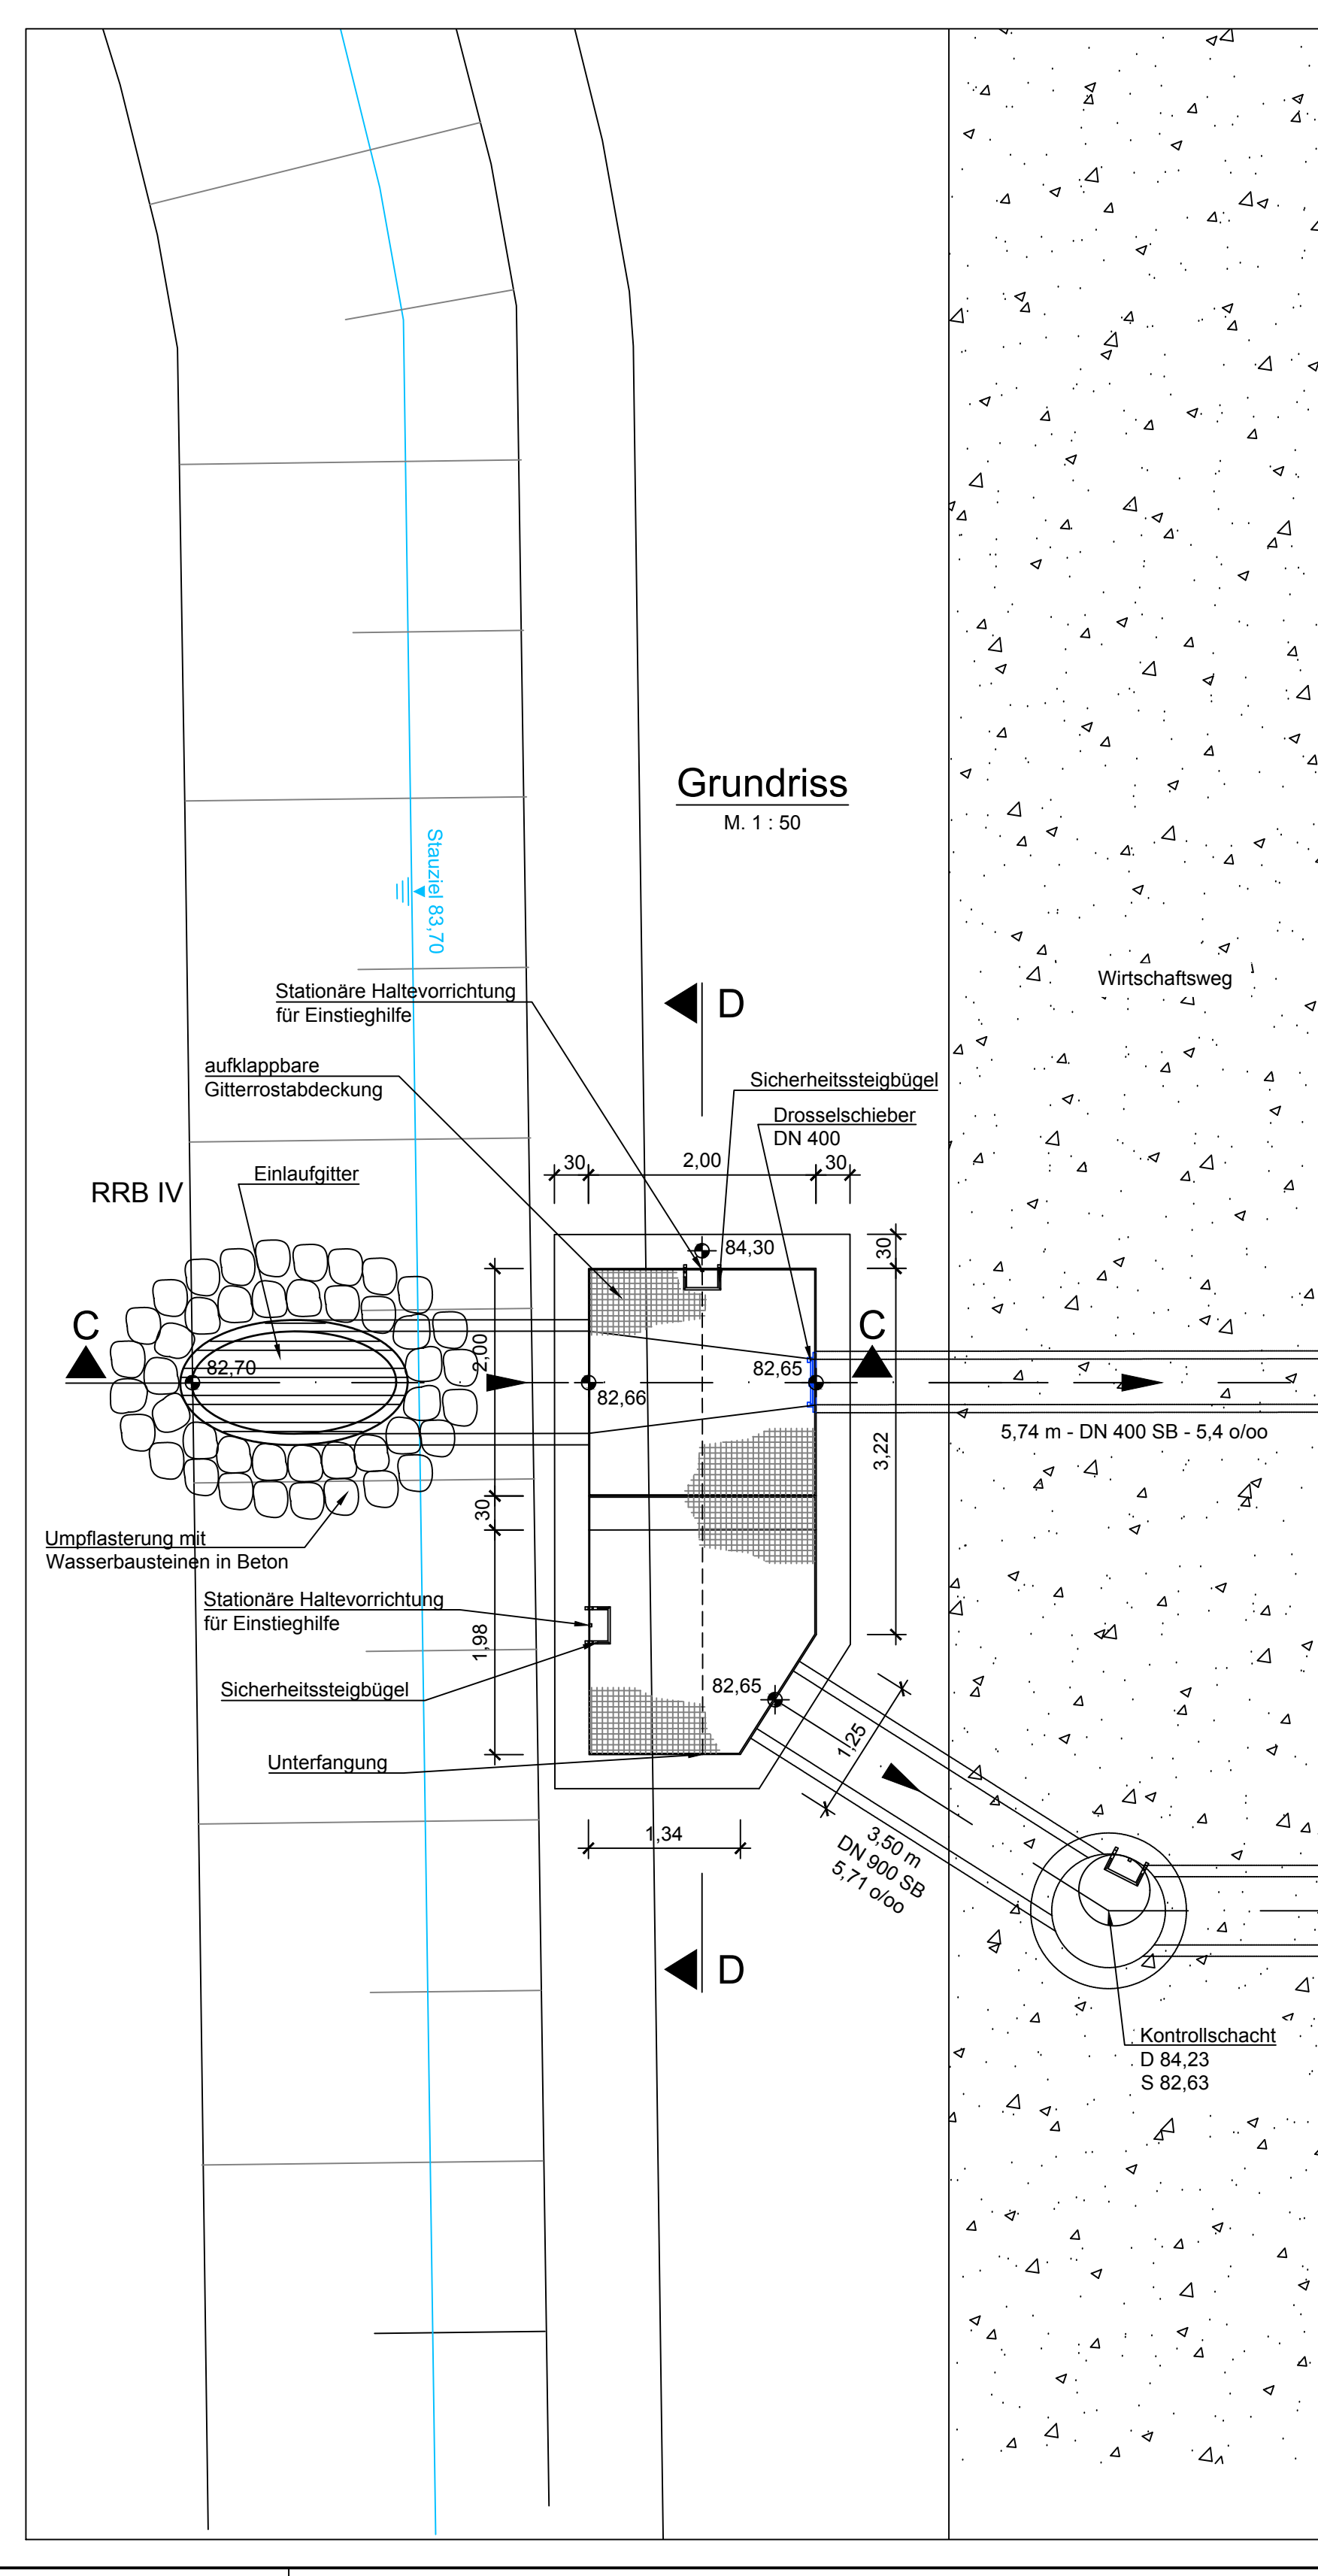 Grundriss
M. 1 : 50
Stauziel 83,70
Wirtschaftsweg
Stationäre Haltevorrichtung
für Einstieghilfe
D
aufklappbare
Gitterrostabdeckung
Sicherheitssteigbügel
Drosselschieber
DN 400
30
2,00
30
Einlaufgitter
RRB IV
84,30
30
C
C
2,00
82,70
82,66
82,65
5,74 m - DN 400 SB - 5,4 o/oo
3,22
30
Umpflasterung mit
Wasserbausteinen in Beton
Stationäre Haltevorrichtung
für Einstieghilfe
1,98
Sicherheitssteigbügel
82,65
1,25
Unterfangung
1,34
3,50 m
DN 900 SB
5,71 o/oo
D
Kontrollschacht
D 84,23
S 82,63